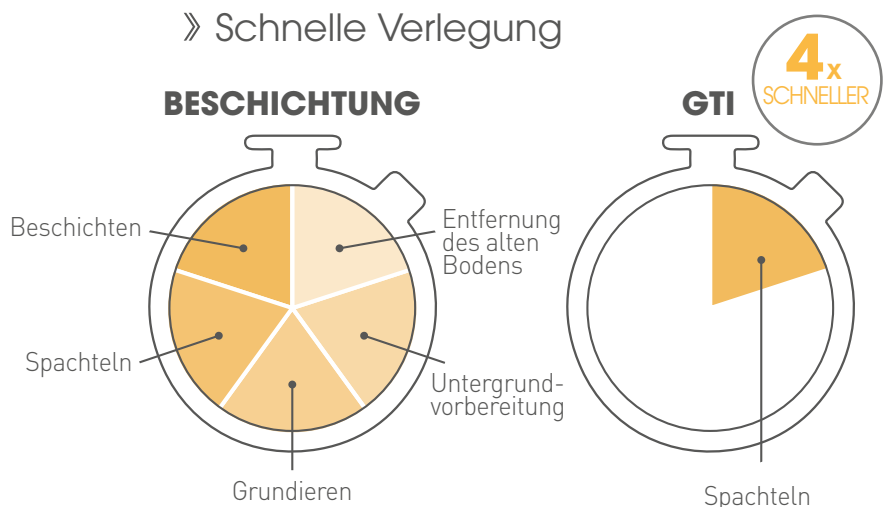 » Schnelle Verlegung
4x
SCHNELLER
BESCHICHTUNG
GTI
Beschichten
Entfernung
des alten
Bodens
Spachteln
Untergrund-
vorbereitung
Grundieren
Spachteln